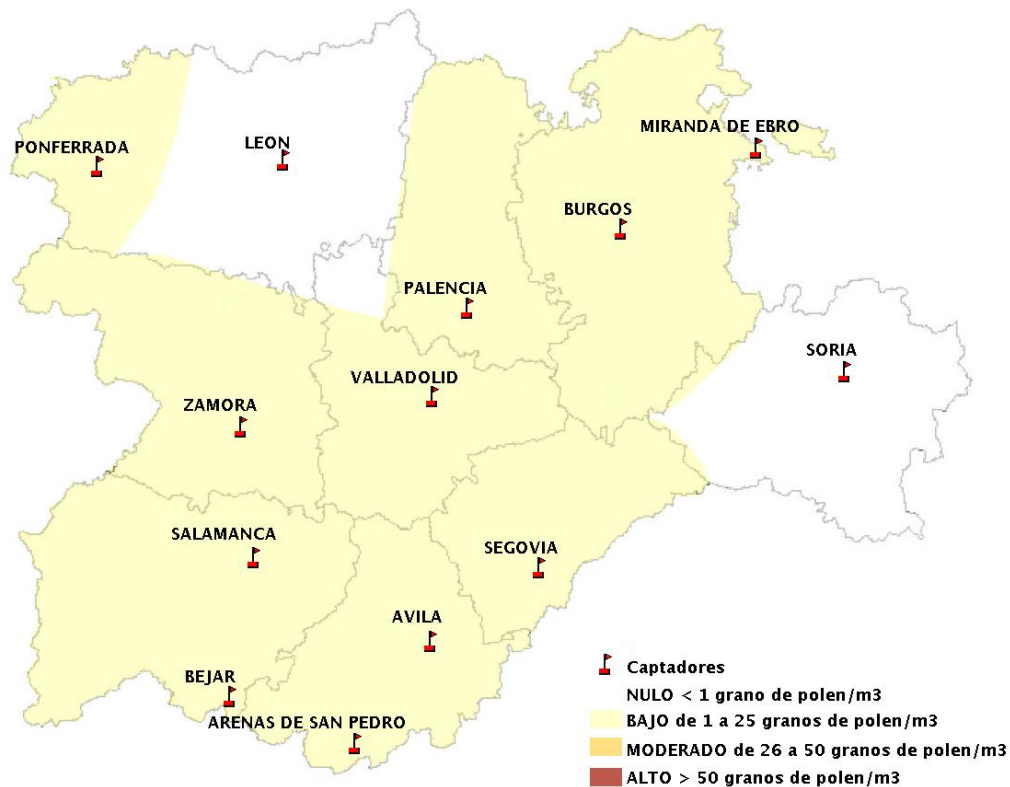 MIRANDA DE EBRO
PONFERRADA
LEON
BURGOS
PALENCIA
SORIA
VALLADOLID
ZAMORA
SALAMANCA
SEGOVIA
AVILA
BEJAR
ARENAS DE SAN PEDRO
Captadores
NULO < 1 grano de polen/m3
BAJO de 1 a 25 granos de polen/m3
MODERADO de 26 a 50 granos de polen/m3
ALTO > 50 granos de polen/m3